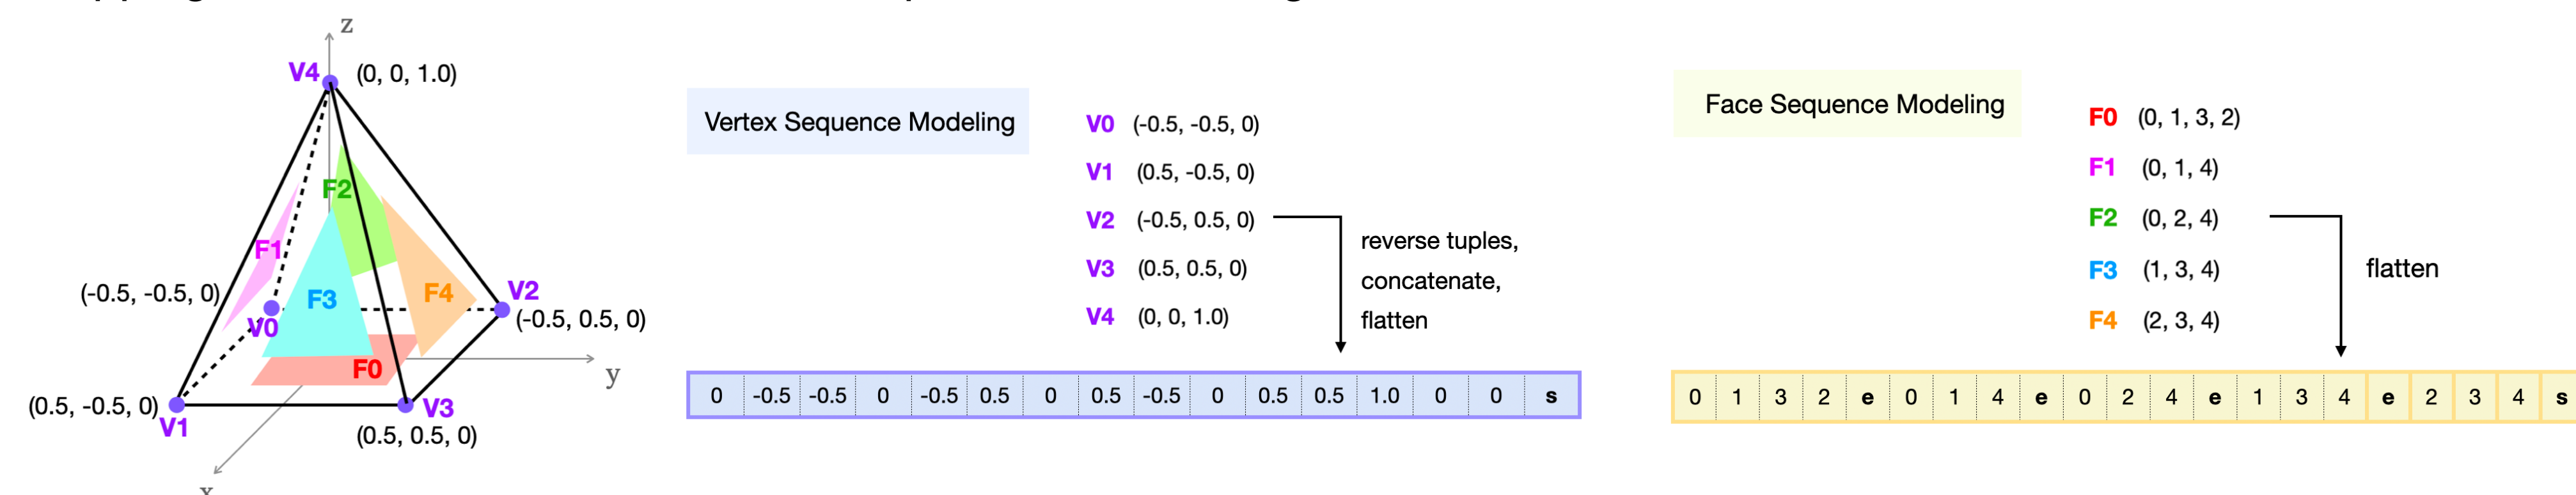 z
V4 (0, 0, 1.0)
F2
F1
F3
F4
(-0.5, -0.5, 0)
V0
V2
(-0.5, 0.5, 0)
F0
y
(0.5, -0.5, 0)
V1
V3
(0.5, 0.5, 0)
x
Vertex Sequence Modeling
V0 (-0.5, -0.5, 0)
V1 (0.5, -0.5, 0)
V2 (-0.5, 0.5, 0)
V3 (0.5, 0.5, 0)
V4 (0, 0, 1.0)
reverse tuples,
concatenate,
flatten
0 -0.5 -0.5 0 -0.5 0.5 0 0.5 -0.5 0 0.5 0.5 1.0 0 0 s
Face Sequence Modeling
F0 (0, 1, 3, 2)
F1 (0, 1, 4)
F2 (0, 2, 4)
F3 (1, 3, 4)
F4 (2, 3, 4)
flatten
0 1 3 2 e 0 1 4 e 0 2 4 e 1 3 4 e 2 3 4 s